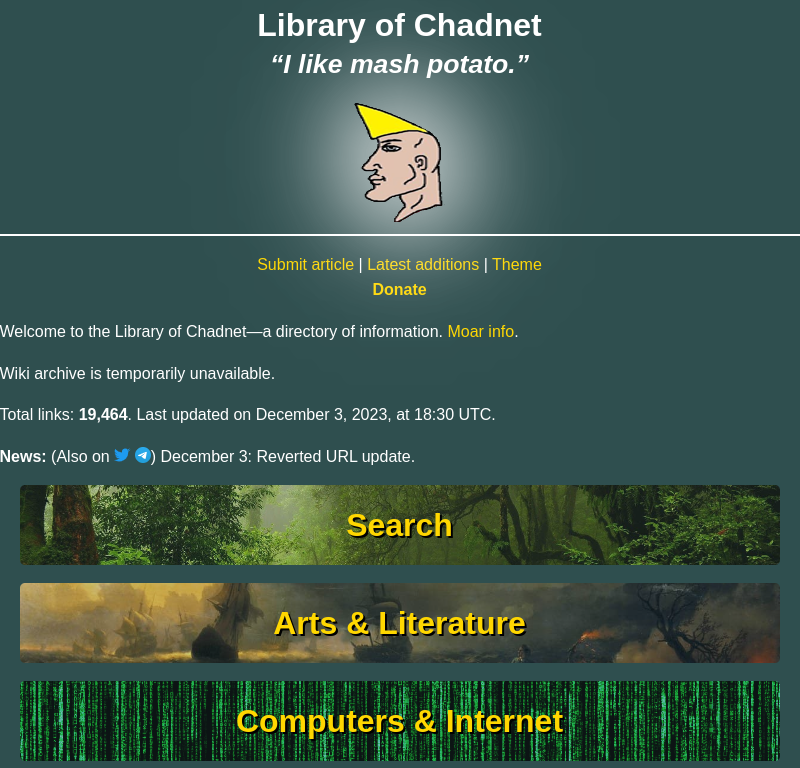 Library of Chadnet
“I like mash potato.”
Submit article | Latest additions | Theme
Donate
Welcome to the Library of Chadnet—a directory of information. Moar info.
Wiki archive is temporarily unavailable.
Total links: 19,464. Last updated on December 3, 2023, at 18:30 UTC.
News: (Also on ) December 3: Reverted URL update.
Search
Arts & Literature
Computers & Internet